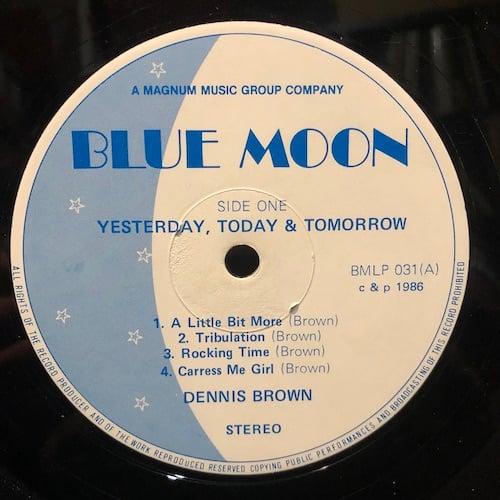 A MAGNUM MUSIC GROUP COMPANY
BLUE MOON
SIDE ONE
YESTERDAY, TODAY & TOMORROW
BMLP 031(A)
c & p 1986
1. A Little Bit More (Brown)
2. Tribulation (Brown)
3. Rocking Time (Brown)
4. Carress Me Girl (Brown)
DENNIS BROWN
STEREO
ALL RIGHTS OF THE RECORD PRODUCER AND OF THE WORK REPRODUCED RESERVED COPYING PUBLIC PERFORMANCES AND BROADCASTING OF THIS RECORD PROHIBITED